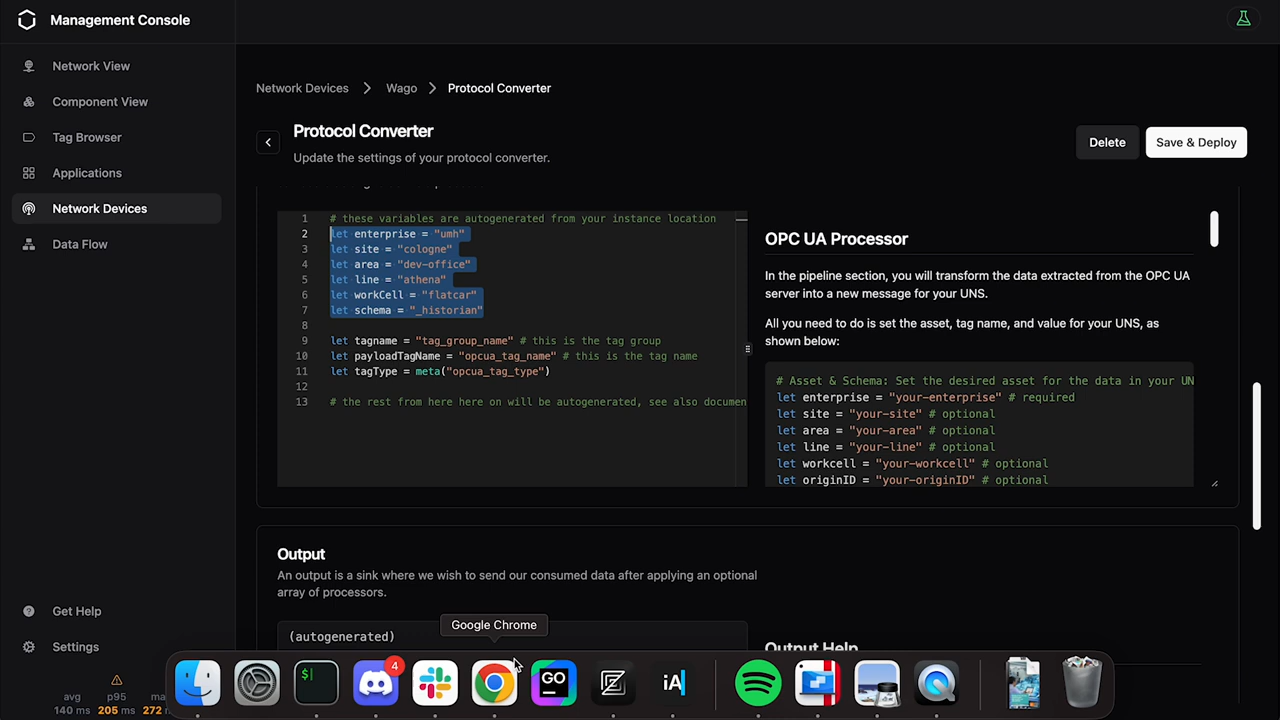 Management Console
Network View
Component View
Tag Browser
Applications
Network Devices
Data Flow
Get Help
Settings
avg
140 ms
p95
205 ms
272
Network Devices > Wago > Protocol Converter
Protocol Converter
Update the settings of your protocol converter.
Delete
Save & Deploy
1 # these variables are autogenerated from your instance location
2 let enterprise = "umh"
3 let site = "cologne"
4 let area = "dev-office"
5 let line = "athena"
6 let workCell = "flatcar"
7 let schema = "_historian"
8
9 let tagname = "tag_group_name" # this is the tag group
10 let payloadTagName = "opcua_tag_name" # this is the tag name
11 let tagType = meta("opcua_tag_type")
12
13 # the rest from here here on will be autogenerated, see also documen
OPC UA Processor
In the pipeline section, you will transform the data extracted from the OPC UA
server into a new message for your UNS.
All you need to do is set the asset, tag name, and value for your UNS, as
shown below:
# Asset & Schema: Set the desired asset for the data in your UN
let enterprise = "your-enterprise" # required
let site = "your-site" # optional
let area = "your-area" # optional
let line = "your-line" # optional
let workcell = "your-workcell" # optional
let originID = "your-originID" # optional
Output
An output is a sink where we wish to send our consumed data after applying an optional
array of processors.
(autogenerated)
Output Help
Google Chrome
$
4
GO
iA